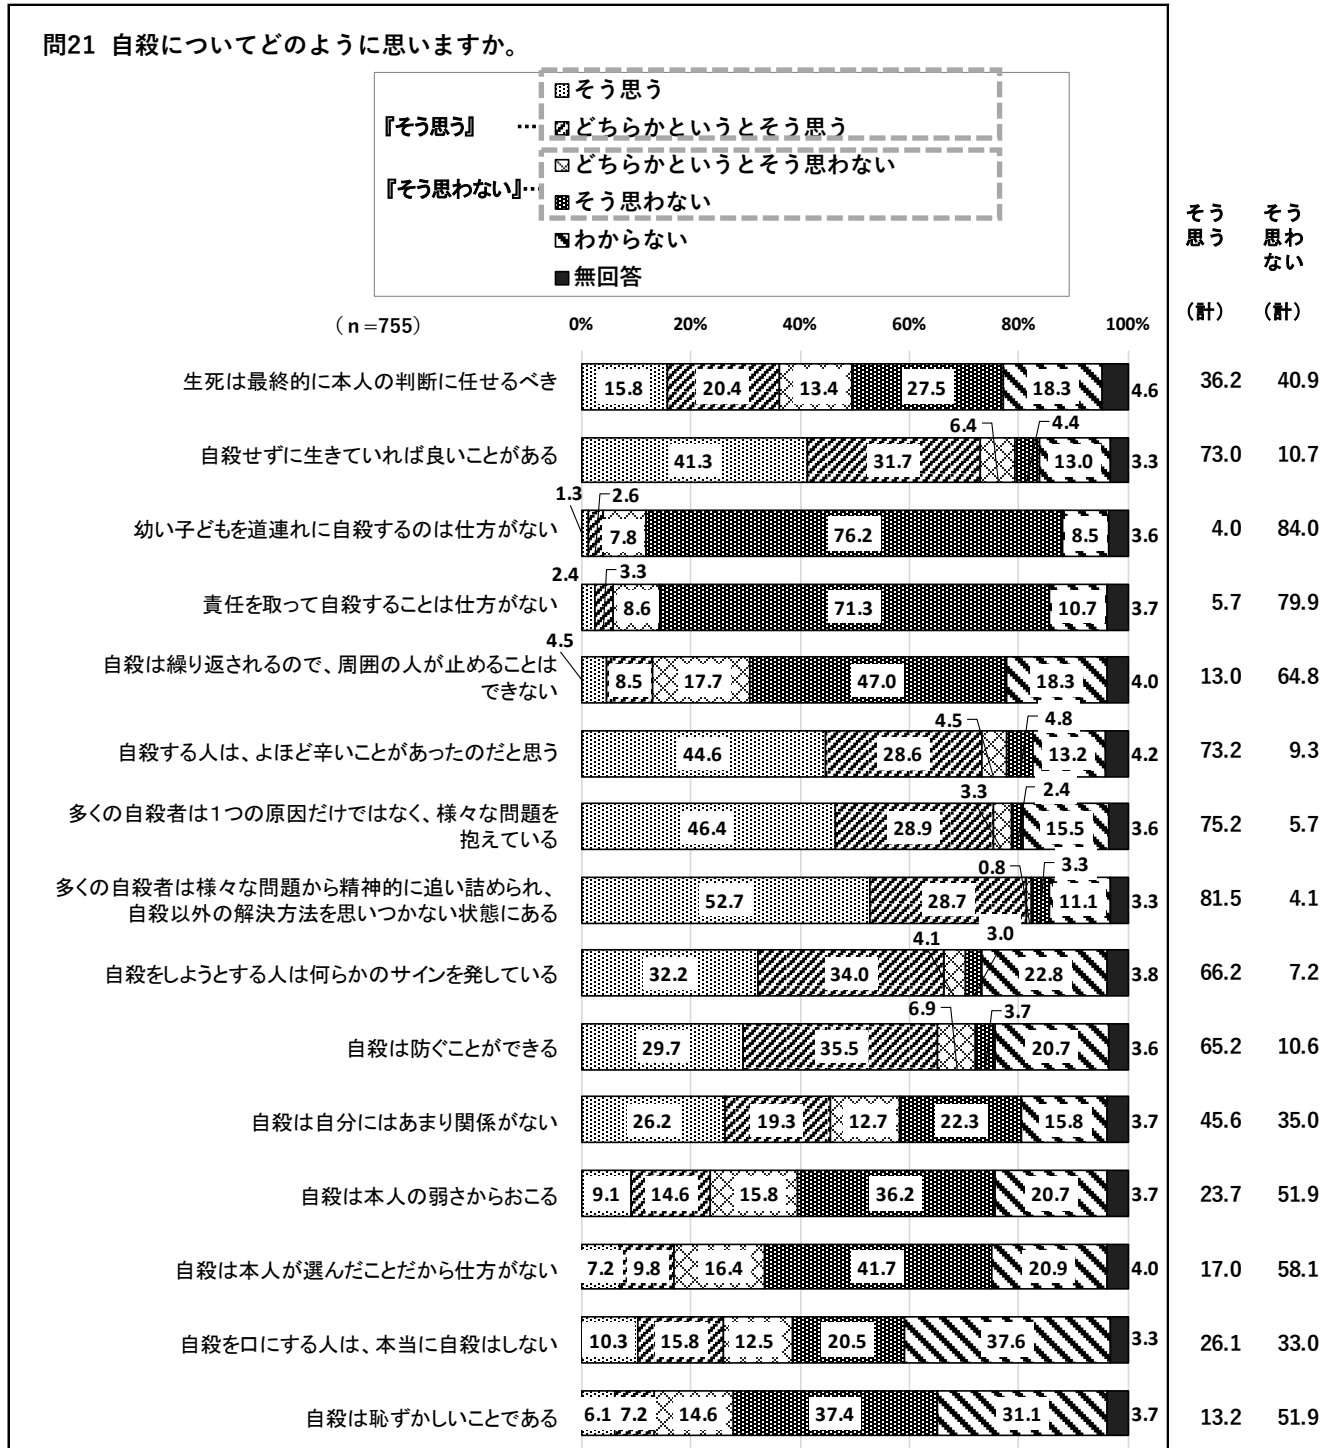 問21 自殺についてどのように思いますか。
『そう思う』 …
そう思う
どちらかというとそう思う
『そう思わない』…
どちらかというとそう思わない
そう思わない
わからない
無回答
そう思う（計）
そう思わない（計）
（ｎ=755）
0% 20% 40% 60% 80% 100%
生死は最終的に本人の判断に任せるべき 15.8 20.4 13.4 27.5 18.3 4.6 36.2 40.9
自殺せずに生きていれば良いことがある 41.3 31.7 6.4 4.4 13.0 3.3 73.0 10.7
幼い子どもを道連れに自殺するのは仕方がない 1.3 2.6 7.8 76.2 8.5 3.6 4.0 84.0
責任を取って自殺することは仕方がない 2.4 3.3 8.6 71.3 10.7 3.7 5.7 79.9
自殺は繰り返されるので、周囲の人が止めることは
できない 4.5 8.5 17.7 47.0 18.3 4.0 13.0 64.8
自殺する人は、よほど辛いことがあったのだと思う 44.6 28.6 4.5 4.8 13.2 4.2 73.2 9.3
多くの自殺者は１つの原因だけではなく、様々な問題を
抱えている 46.4 28.9 3.3 2.4 15.5 3.6 75.2 5.7
多くの自殺者は様々な問題から精神的に追い詰められ、
自殺以外の解決方法を思いつかない状態にある 52.7 28.7 0.8 3.3 11.1 3.3 81.5 4.1
自殺をしようとする人は何らかのサインを発している 32.2 34.0 4.1 3.0 22.8 3.8 66.2 7.2
自殺は防ぐことができる 29.7 35.5 6.9 3.7 20.7 3.6 65.2 10.6
自殺は自分にはあまり関係がない 26.2 19.3 12.7 22.3 15.8 3.7 45.6 35.0
自殺は本人の弱さからおこる 9.1 14.6 15.8 36.2 20.7 3.7 23.7 51.9
自殺は本人が選んだことだから仕方がない 7.2 9.8 16.4 41.7 20.9 4.0 17.0 58.1
自殺を口にする人は、本当に自殺はしない 10.3 15.8 12.5 20.5 37.6 3.3 26.1 33.0
自殺は恥ずかしいことである 6.1 7.2 14.6 37.4 31.1 3.7 13.2 51.9